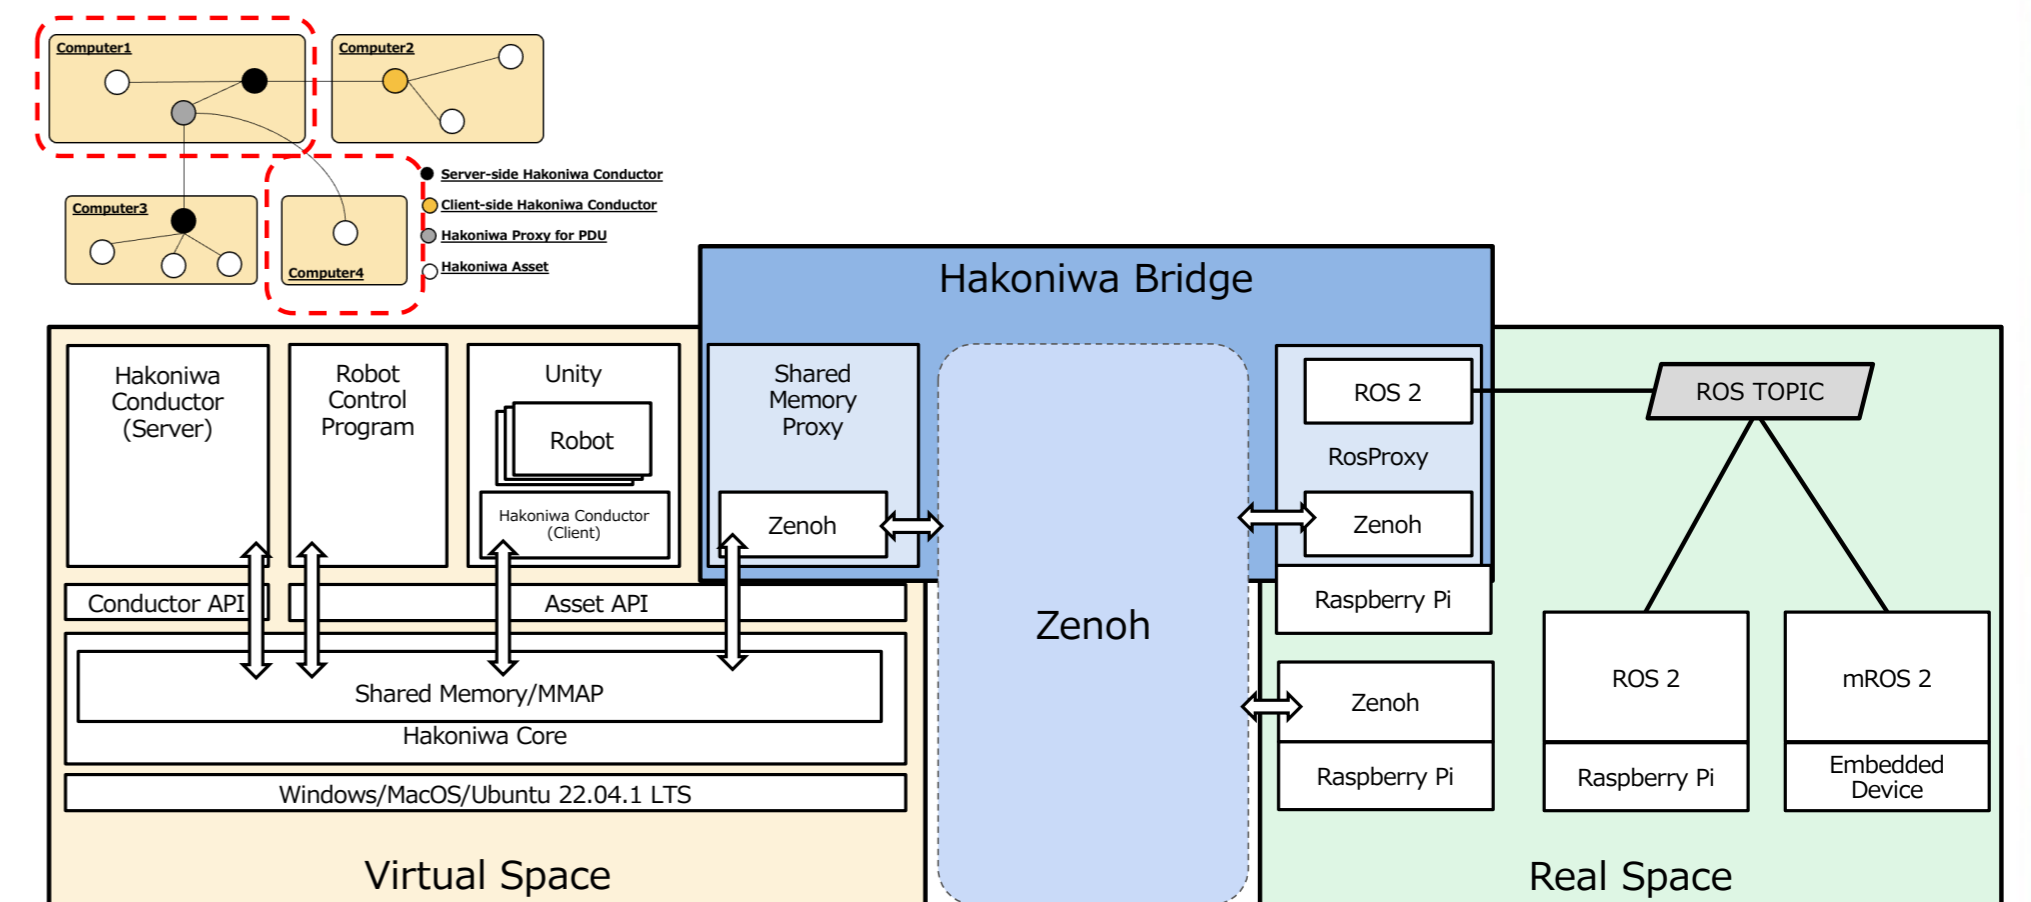 Computer1
Computer2
Computer3
Computer4
Server-side Hakoniwa Conductor
Client-side Hakoniwa Conductor
Hakoniwa Proxy for PDU
Hakoniwa Asset
Hakoniwa Bridge
Hakoniwa
Conductor
(Server)
Robot
Control
Program
Unity
Robot
Hakoniwa Conductor
(Client)
Shared
Memory
Proxy
Zenoh
Conductor API
Asset API
Shared Memory/MMAP
Hakoniwa Core
Windows/MacOS/Ubuntu 22.04.1 LTS
Virtual Space
Zenoh
ROS 2
RosProxy
Zenoh
Raspberry Pi
Zenoh
Raspberry Pi
ROS TOPIC
ROS 2
Raspberry Pi
mROS 2
Embedded
Device
Real Space